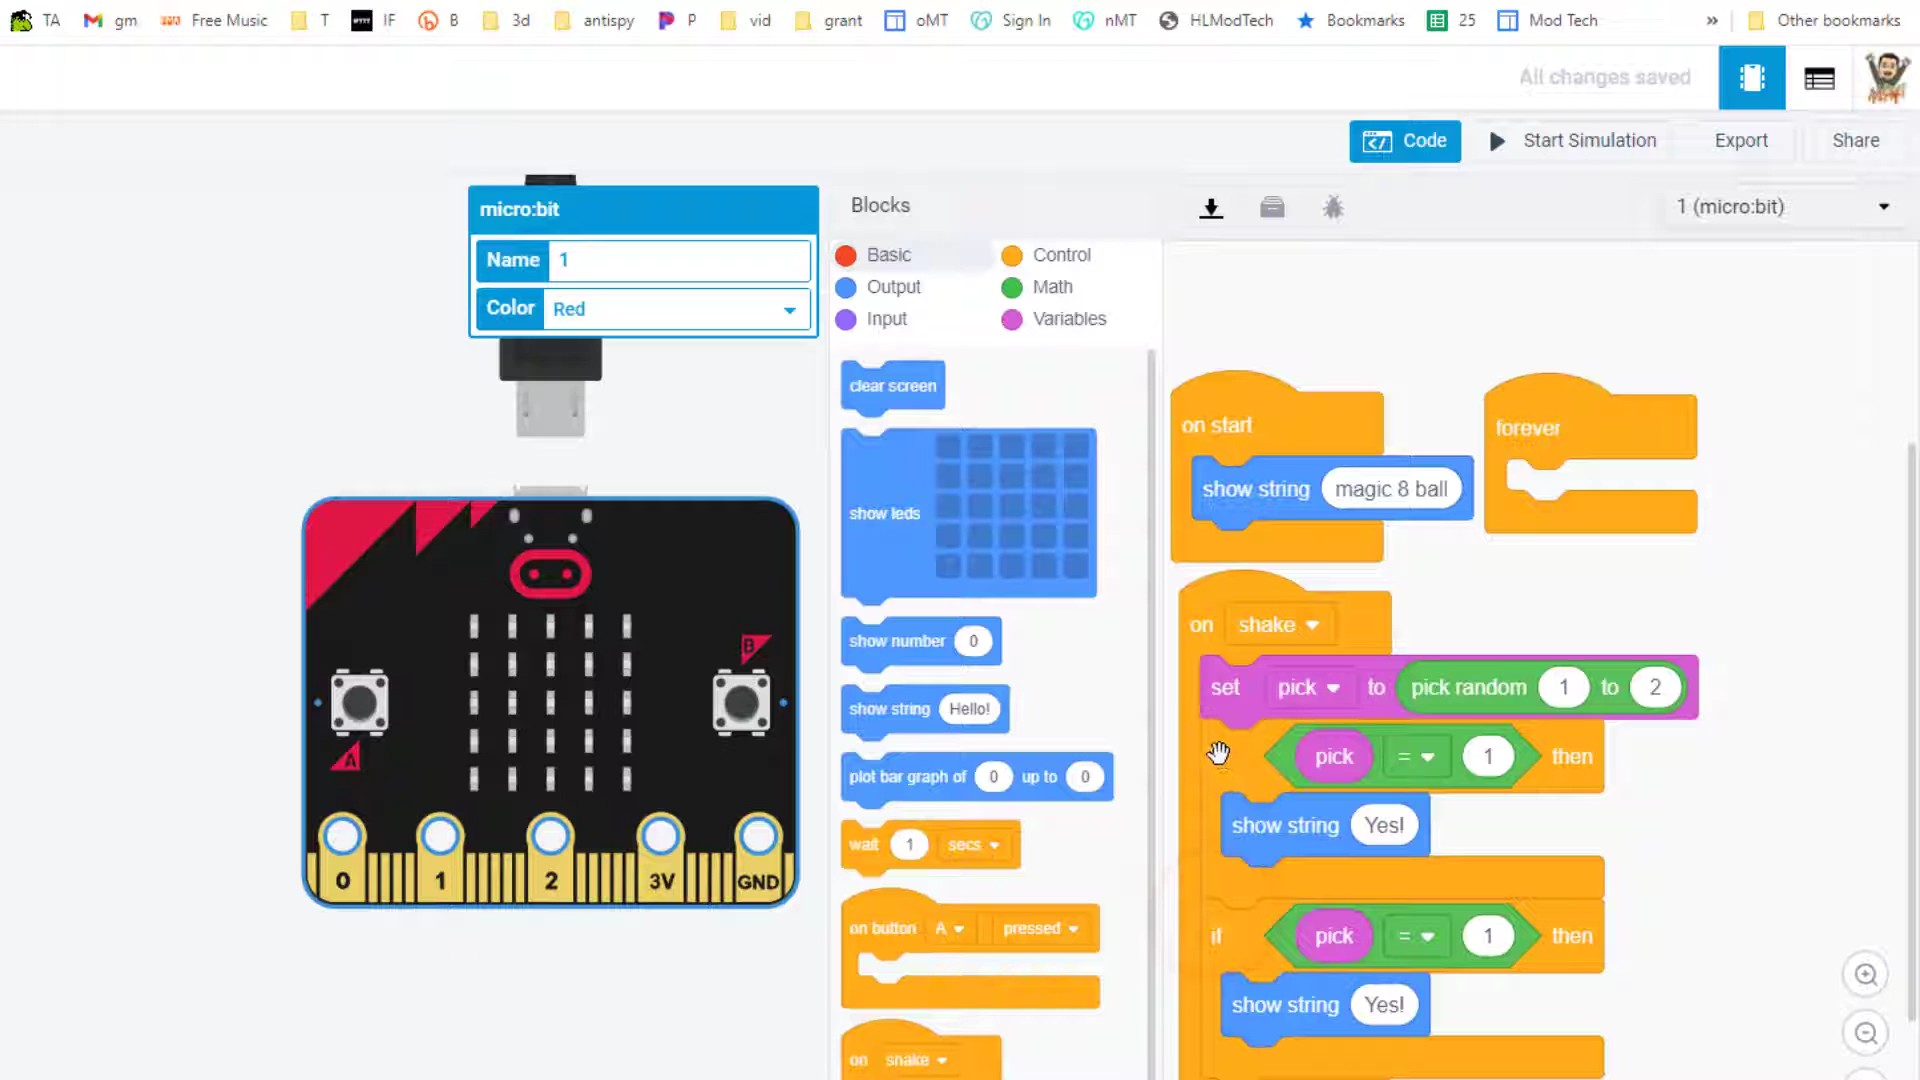 TA gm Free Music T IF B 3d antispy P vid grant oMT Sign In nMT HLModTech Bookmarks 25 Mod Tech » Other bookmarks
All changes saved
Code Start Simulation Export Share
micro:bit
Name 1
Color Red
Blocks
1 (micro:bit)
Basic Control
Output Math
Input Variables
clear screen
show leds
show number 0
show string Hello!
plot bar graph of 0 up to 0
wait 1 secs
on button A pressed
on shake
on start
show string magic 8 ball
forever
on shake
set pick to pick random 1 to 2
pick = 1 then
show string Yes!
if pick = 1 then
show string Yes!
A
B
0 1 2 3V GND